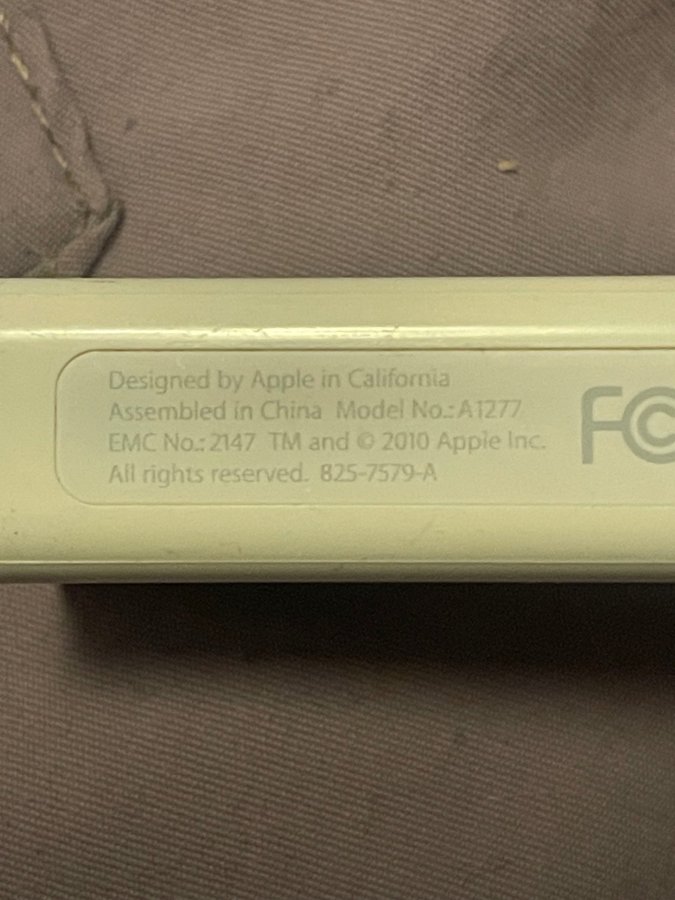 Designed by Apple in California
Assembled in China Model No.: A1277
EMC No.: 2147 TM and © 2010 Apple Inc.
All rights reserved. 825-7579-A
FC